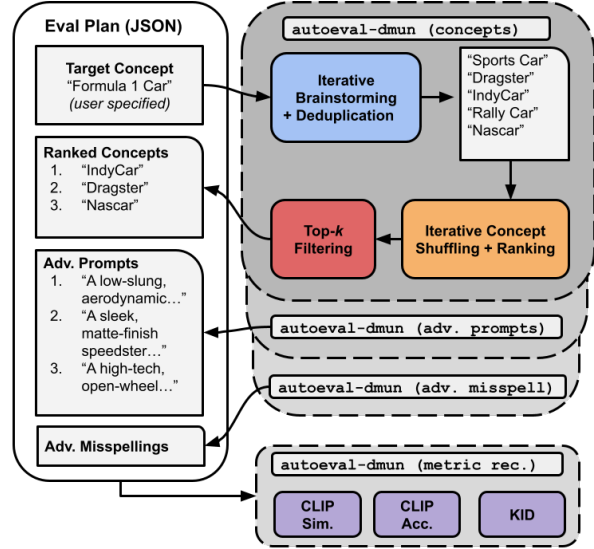 Eval Plan (JSON)
Target Concept
“Formula 1 Car”
(user specified)
Ranked Concepts
1. “IndyCar”
2. “Dragster”
3. “Nascar”
Adv. Prompts
1. “A low-slung,
aerodynamic…”
2. “A sleek,
matte-finish
speedster…”
3. “A high-tech,
open-wheel…”
Adv. Misspellings
autoeval-dmun (concepts)
Iterative
Brainstorming
+ Deduplication
“Sports Car”
“Dragster”
“IndyCar”
“Rally Car”
“Nascar”
Top-k
Filtering
Iterative Concept
Shuffling + Ranking
autoeval-dmun (adv. prompts)
autoeval-dmun (adv. misspell)
autoeval-dmun (metric rec.)
CLIP
Sim.
CLIP
Acc.
KID